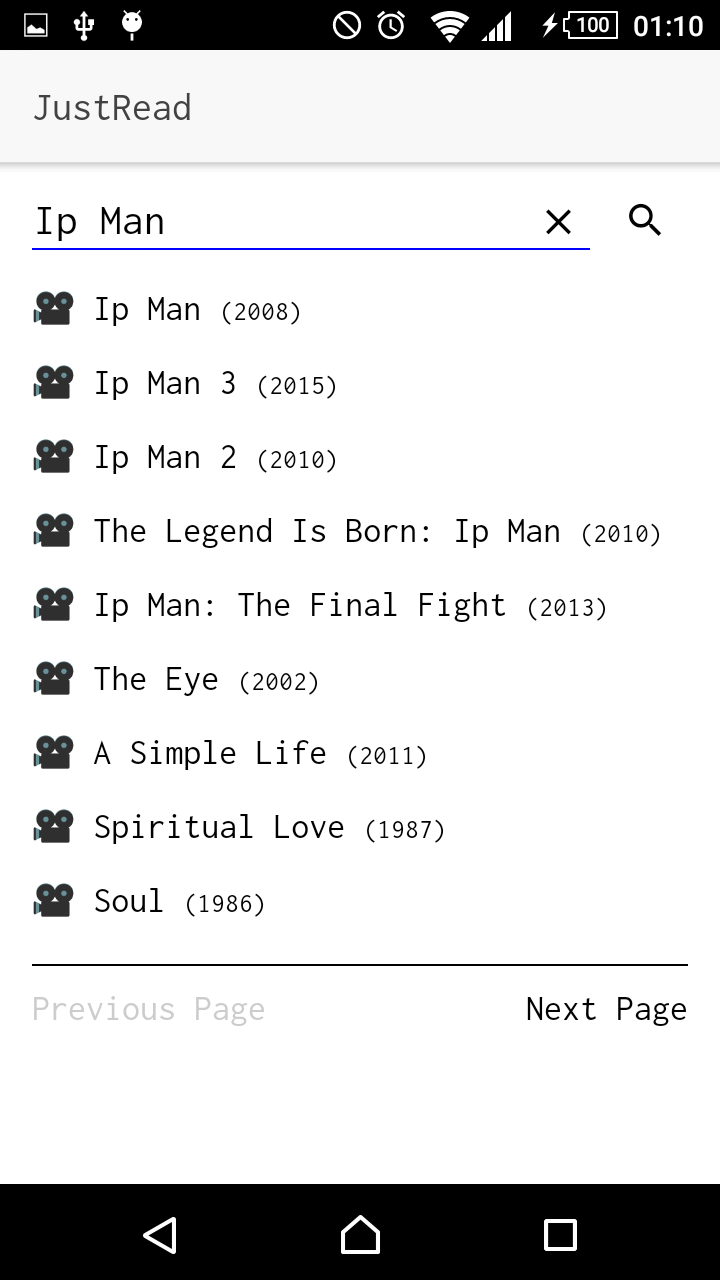 100 01:10
JustRead
Ip Man
Ip Man (2008)
Ip Man 3 (2015)
Ip Man 2 (2010)
The Legend Is Born: Ip Man (2010)
Ip Man: The Final Fight (2013)
The Eye (2002)
A Simple Life (2011)
Spiritual Love (1987)
Soul (1986)
Previous Page Next Page